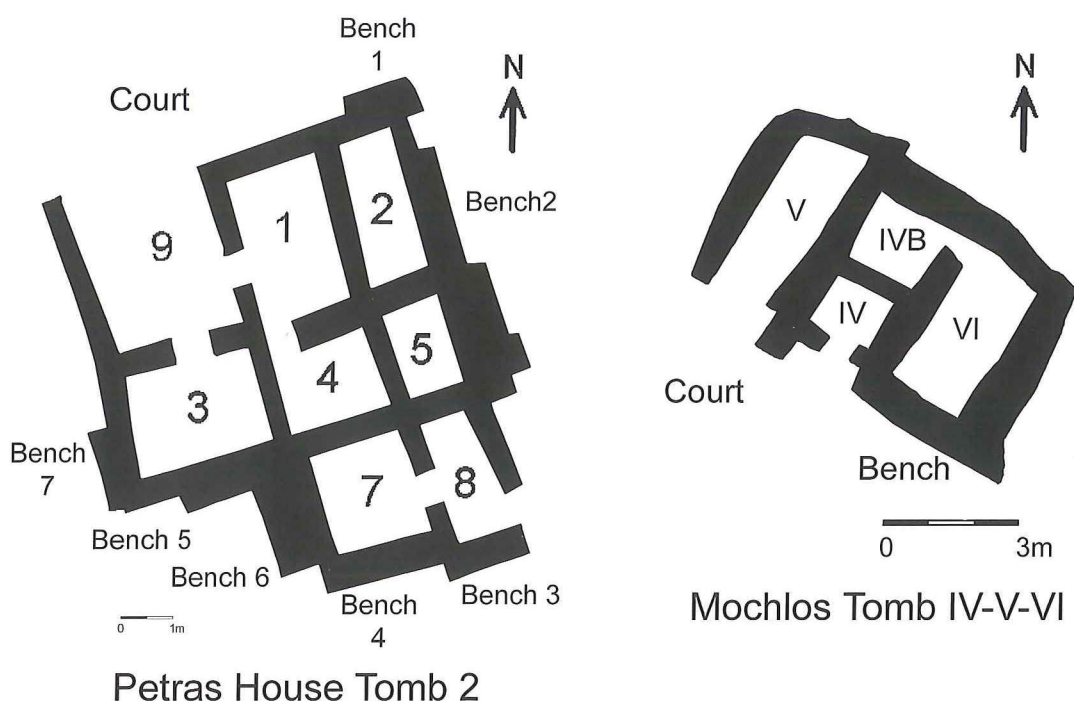 Bench
1
Court
N
Bench2
9
1
2
3
4
5
7
8
Bench
7
Bench 5
Bench 6
Bench
4
Bench 3
0 1m
Petras House Tomb 2
N
V
IVB
IV
VI
Court
Bench
0 3m
Mochlos Tomb IV-V-VI